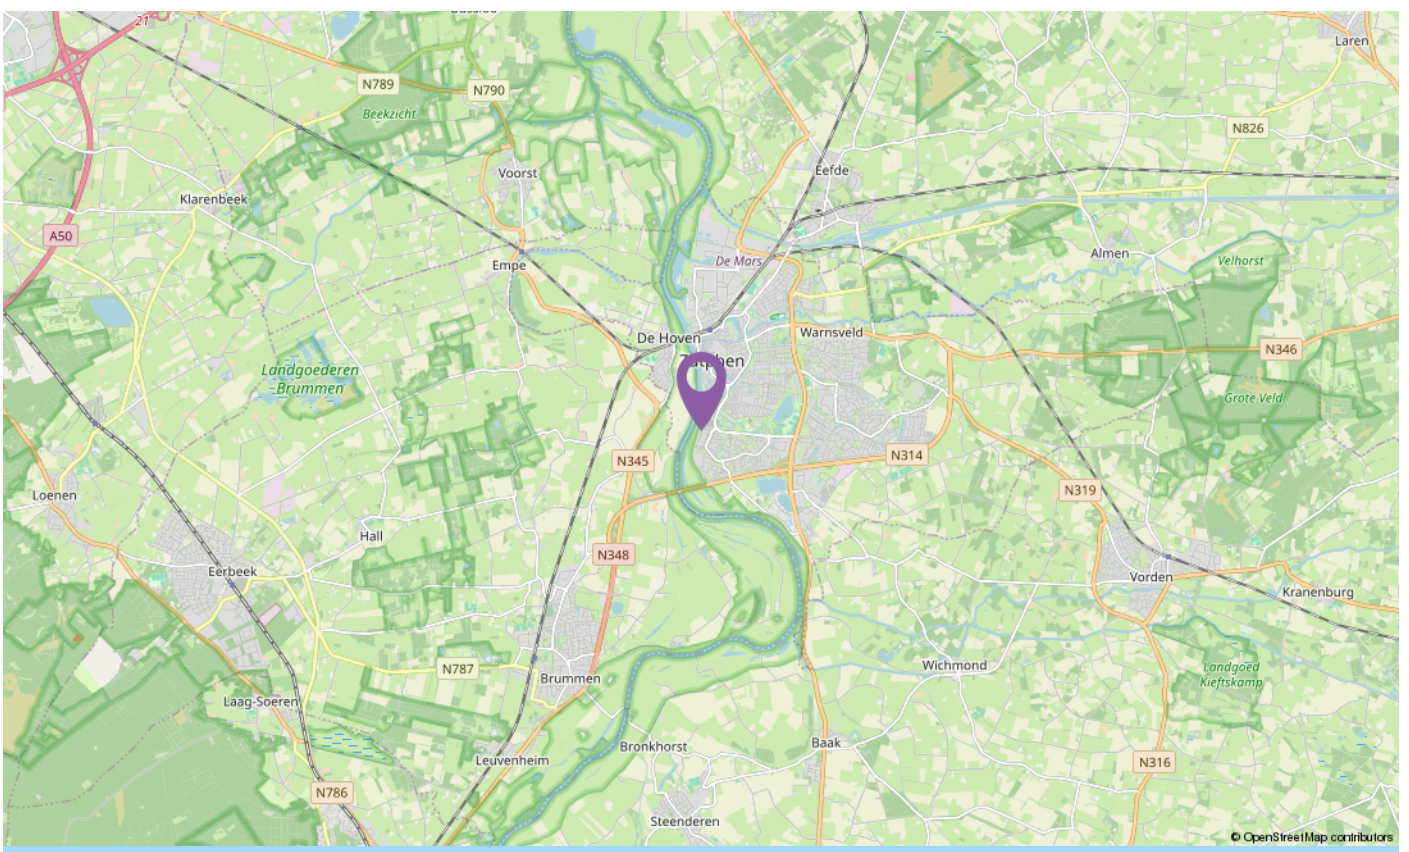 21
Laren
N789
N790
Beekzicht
N826
Voorst
Eefde
Klarenbeek
A50
Empe
De Mars
Almen
Velhorst
De Hoven
Warnsveld
N346
Zutphen
Landgoederen
Brummen
Grote Veld
N345
N314
Loenen
N319
Hall
N348
Eerbeek
Vorden
Kranenburg
N787
Wichmond
Landgoed
Kieftskamp
Brummen
Laag-Soeren
Bronkhorst
Baak
Leuvenheim
N316
N786
Steenderen
© OpenStreetMap contributors